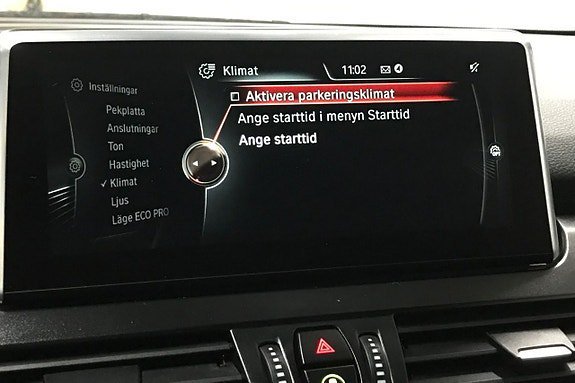 Klimat
11:02
Inställningar
Pekplatta
Anslutningar
Ton
Hastighet
Klimat
Ljus
Läge ECO PRO
Aktivera parkeringsklimat
Ange starttid i menyn Starttid
Ange starttid